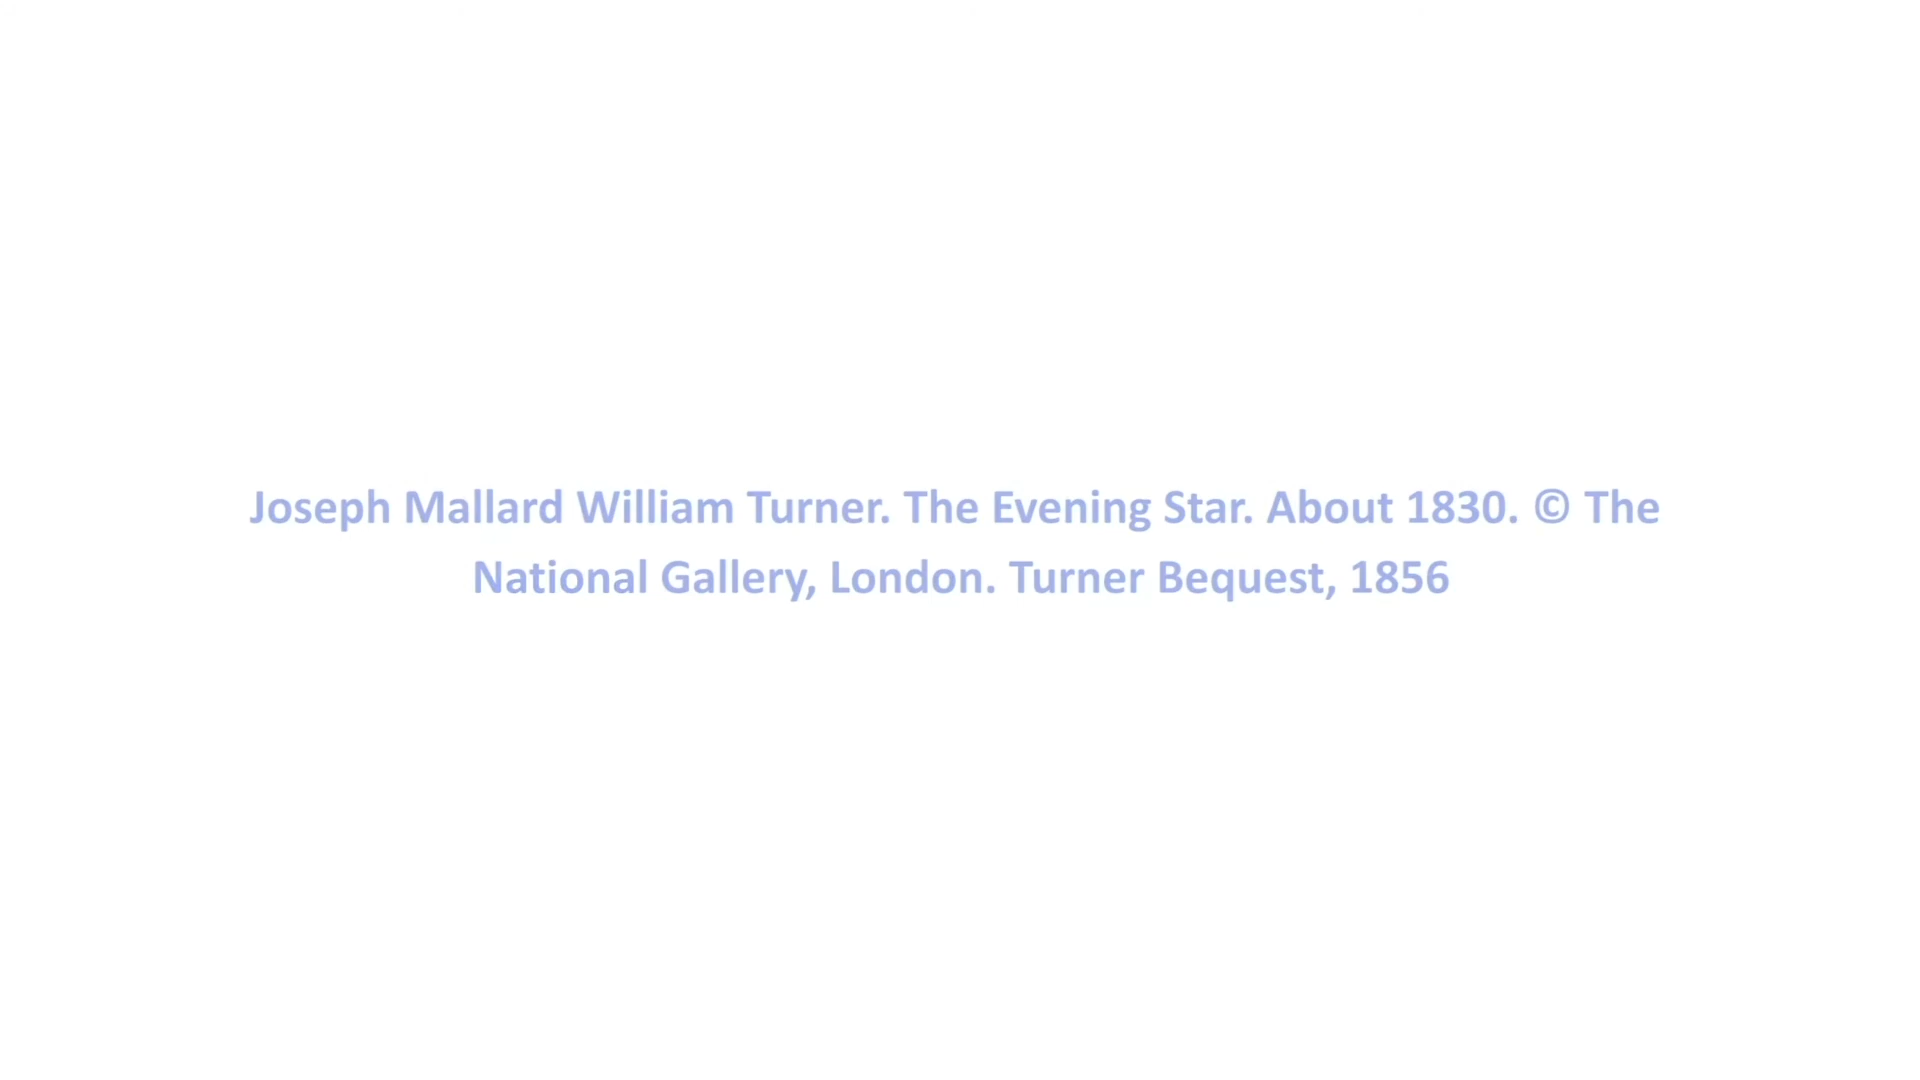 Joseph Mallard William Turner. The Evening Star. About 1830. © The
National Gallery, London. Turner Bequest, 1856